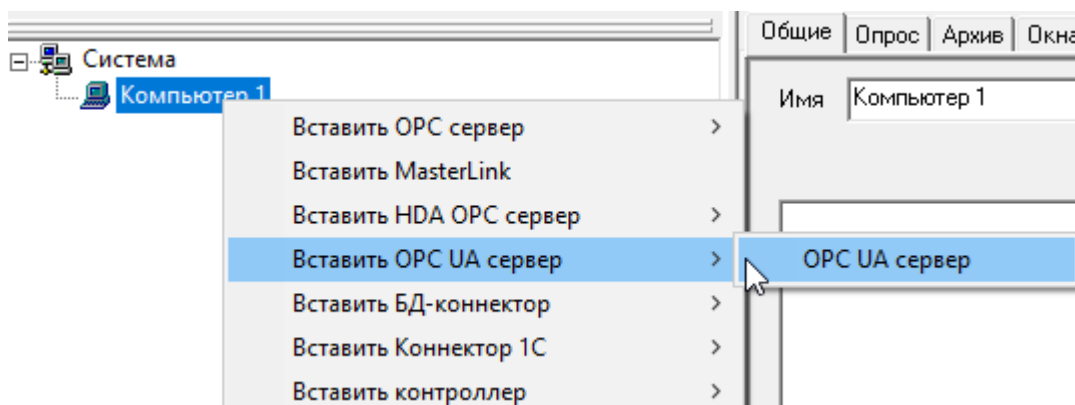 Общие Опрос Архив Окна
Система
Компьютер 1
Имя Компьютер 1
Вставить OPC сервер
Вставить MasterLink
Вставить HDA OPC сервер
Вставить OPC UA сервер
OPC UA сервер
Вставить БД-коннектор
Вставить Коннектор 1С
Вставить контроллер